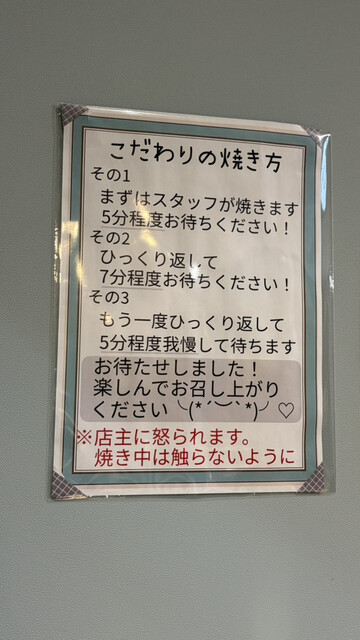 こだわりの焼き方
その1
まずはスタッフが焼きます
5分程度お待ちください！
その2
ひっくり返して
7分程度お待ちください！
その3
もう一度ひっくり返して
5分程度我慢して待ちます
お待たせしました！
楽しんでお召し上がり
ください ╰(*´︶`*)╯♡
※店主に怒られます。
焼き中は触らないように